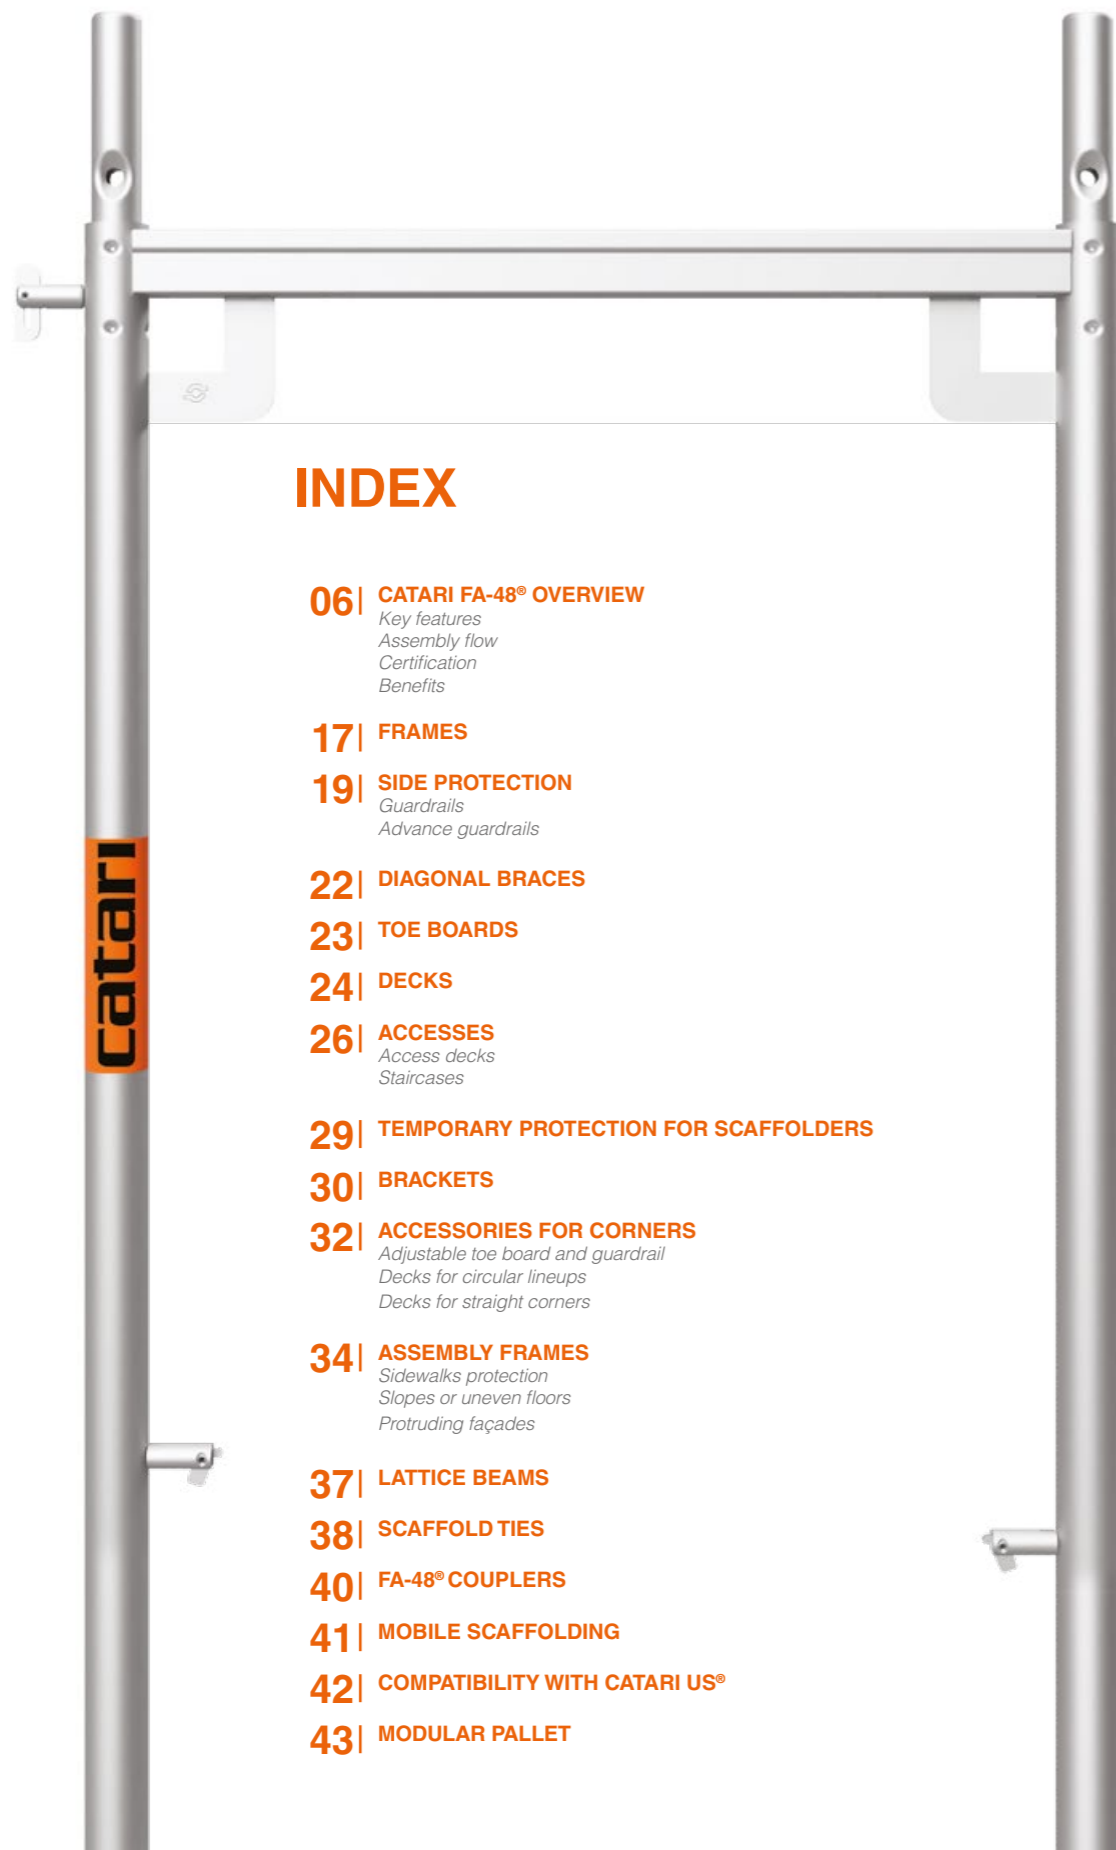 INDEX
06| CATARI FA-48® OVERVIEW
Key features
Assembly flow
Certification
Benefits
17| FRAMES
19| SIDE PROTECTION
Guardrails
Advance guardrails
22| DIAGONAL BRACES
23| TOE BOARDS
24| DECKS
26| ACCESSES
Access decks
Staircases
29| TEMPORARY PROTECTION FOR SCAFFOLDERS
30| BRACKETS
32| ACCESSORIES FOR CORNERS
Adjustable toe board and guardrail
Decks for circular lineups
Decks for straight corners
34| ASSEMBLY FRAMES
Sidewalks protection
Slopes or uneven floors
Protruding façades
37| LATTICE BEAMS
38| SCAFFOLD TIES
40| FA-48® COUPLERS
41| MOBILE SCAFFOLDING
42| COMPATIBILITY WITH CATARI US®
43| MODULAR PALLET
catari